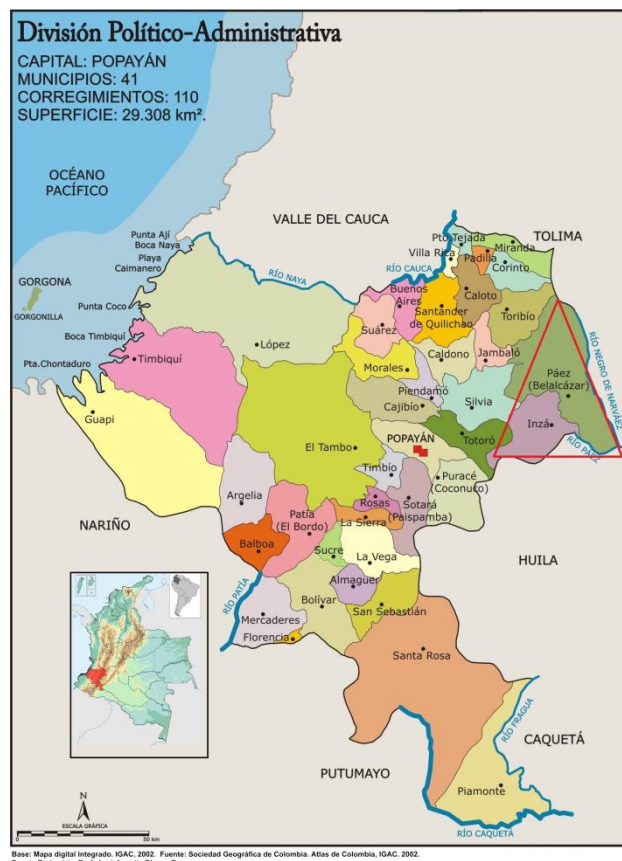 División Político-Administrativa
CAPITAL: POPAYÁN
MUNICIPIOS: 41
CORREGIMIENTOS: 110
SUPERFICIE: 29.308 km².
OCÉANO
PACÍFICO
VALLE DEL CAUCA
TOLIMA
Punta Ají
Boca Naya
Playa
Caimanero
RÍO NAYA
GORGONA
GORGONILLA
Punta Coco
Boca Timbiquí
Pta.Chontaduro
Pto.Tejada
Miranda
Villa Rica
Padilla
Corinto
RÍO CAUCA
Buenos
Aires
Caloto
Santander
de Quilichao
Toribío
Suárez
López
Timbiquí
Caldono
Jambaló
Morales
RÍO NEGRO DE NARVÁEZ
Páez
(Belalcázar)
Piendamó
Silvia
Cajibío
Guapi
Inzá
POPAYÁN
Totoró
RÍO PÁEZ
El Tambo
Timbío
Puracé
(Coconuco)
Argelia
Rosas
Sotará
(Paispamba)
Patía
(El Bordo)
La Sierra
NARIÑO
HUILA
Balboa
Sucre
La Vega
Almaguer
RÍO PATÍA
Bolívar
San Sebastián
Mercaderes
Florencia
Santa Rosa
RÍO FRAGUA
CAQUETÁ
PUTUMAYO
Piamonte
RÍO CAQUETÁ
N
ESCALA GRÁFICA
0
50 km
Base: Mapa digital Integrado. IGAC, 2002. Fuente: Sociedad Geográfica de Colombia. Atlas de Colombia, IGAC. 2002.